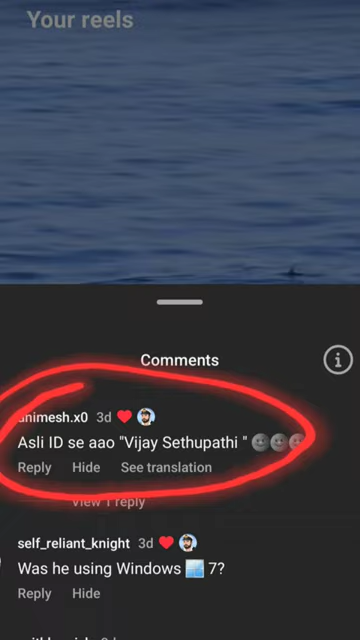 Your reels
Comments
animesh.x0 3d
Asli ID se aao "Vijay Sethupathi " 🌚🌚🌚
Reply Hide See translation
View 1 reply
self_reliant_knight 3d
Was he using Windows 🪟 7?
Reply Hide